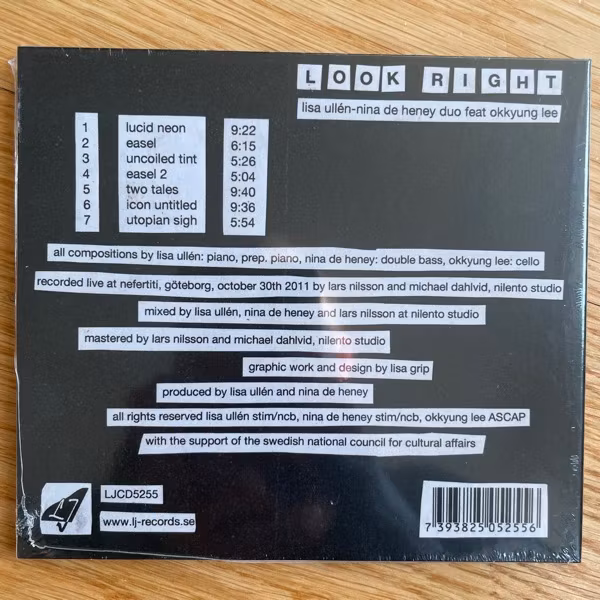 LOOK RIGHT
lisa ullén-nina de heney duo feat okkyung lee
1 lucid neon 9:22
2 easel 6:15
3 uncoiled tint 5:26
4 easel 2 5:04
5 two tales 9:40
6 icon untitled 9:36
7 utopian sigh 5:54
all compositions by lisa ullén: piano, prep. piano, nina de heney: double bass, okkyung lee: cello
recorded live at nefertiti, göteborg, october 30th 2011 by lars nilsson and michael dahlvid, nilento studio
mixed by lisa ullén, nina de heney and lars nilsson at nilento studio
mastered by lars nilsson and michael dahlvid, nilento studio
graphic work and design by lisa grip
produced by lisa ullén and nina de heney
all rights reserved lisa ullén stim/ncb, nina de heney stim/ncb, okkyung lee ASCAP
with the support of the swedish national council for cultural affairs
LJ
LJCD5255
www.lj-records.se
7 393825 052556